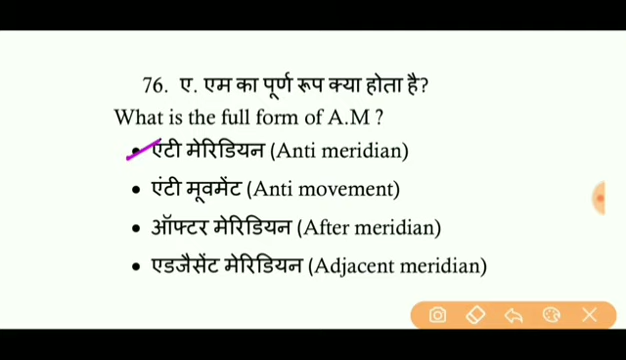 76. ए. एम का पूर्ण रूप क्या होता है?
What is the full form of A.M ?
• एंटी मेरिडियन (Anti meridian)
• एंटी मूवमेंट (Anti movement)
• ऑफ्टर मेरिडियन (After meridian)
• एडजैसेंट मेरिडियन (Adjacent meridian)